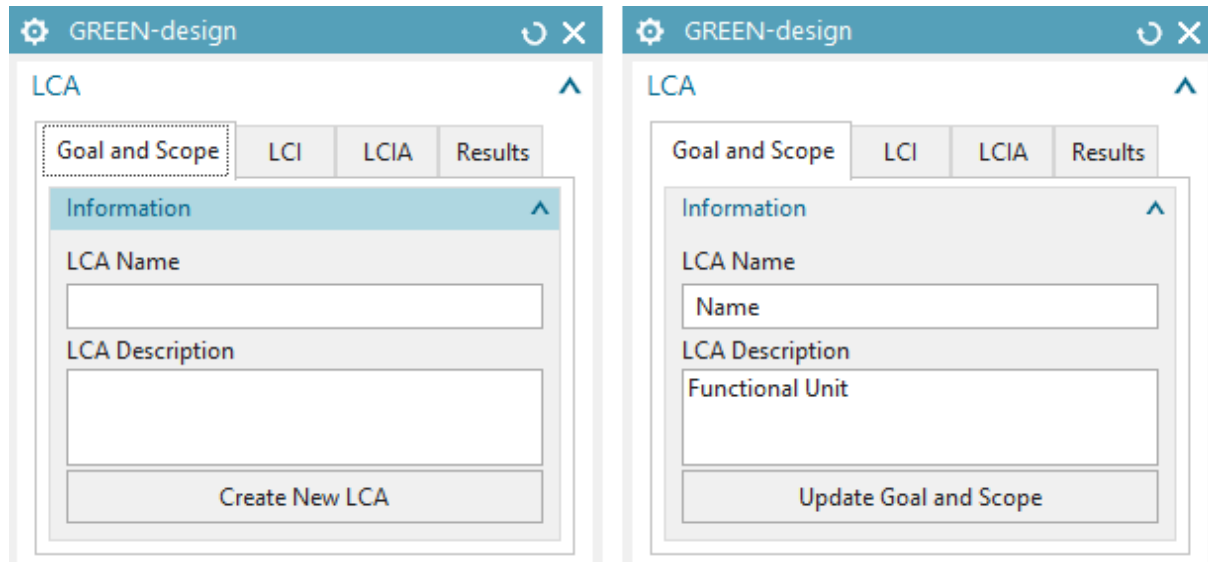 GREEN-design
LCA
Goal and Scope LCI LCIA Results
Information
LCA Name
LCA Description
Create New LCA
GREEN-design
LCA
Goal and Scope LCI LCIA Results
Information
LCA Name
Name
LCA Description
Functional Unit
Update Goal and Scope